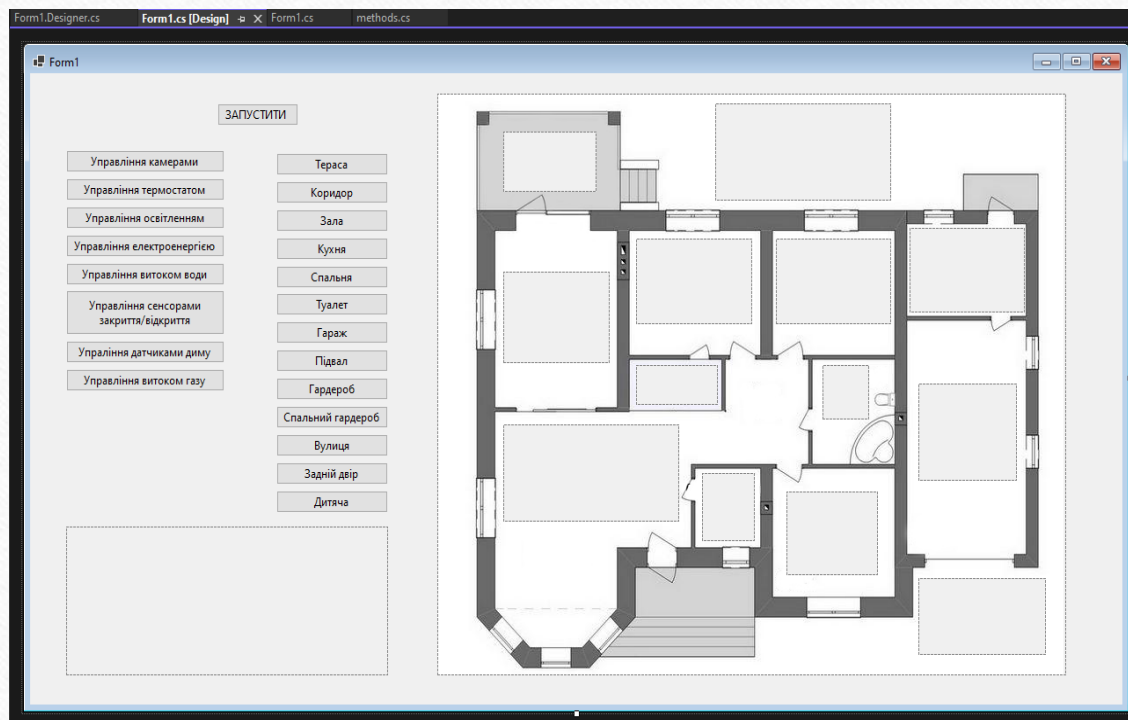 Form1.Designer.cs
Form1.cs [Design]
Form1.cs
methods.cs
Form1
ЗАПУСТИТИ
Управління камерами
Управління термостатом
Управління освітленням
Управління електроенергією
Управління витоком води
Управління сенсорами
закриття/відкриття
Упраління датчиками диму
Управління витоком газу
Тераса
Коридор
Зала
Кухня
Спальня
Туалет
Гараж
Підвал
Гардероб
Спальний гардероб
Вулиця
Задній двір
Дитяча